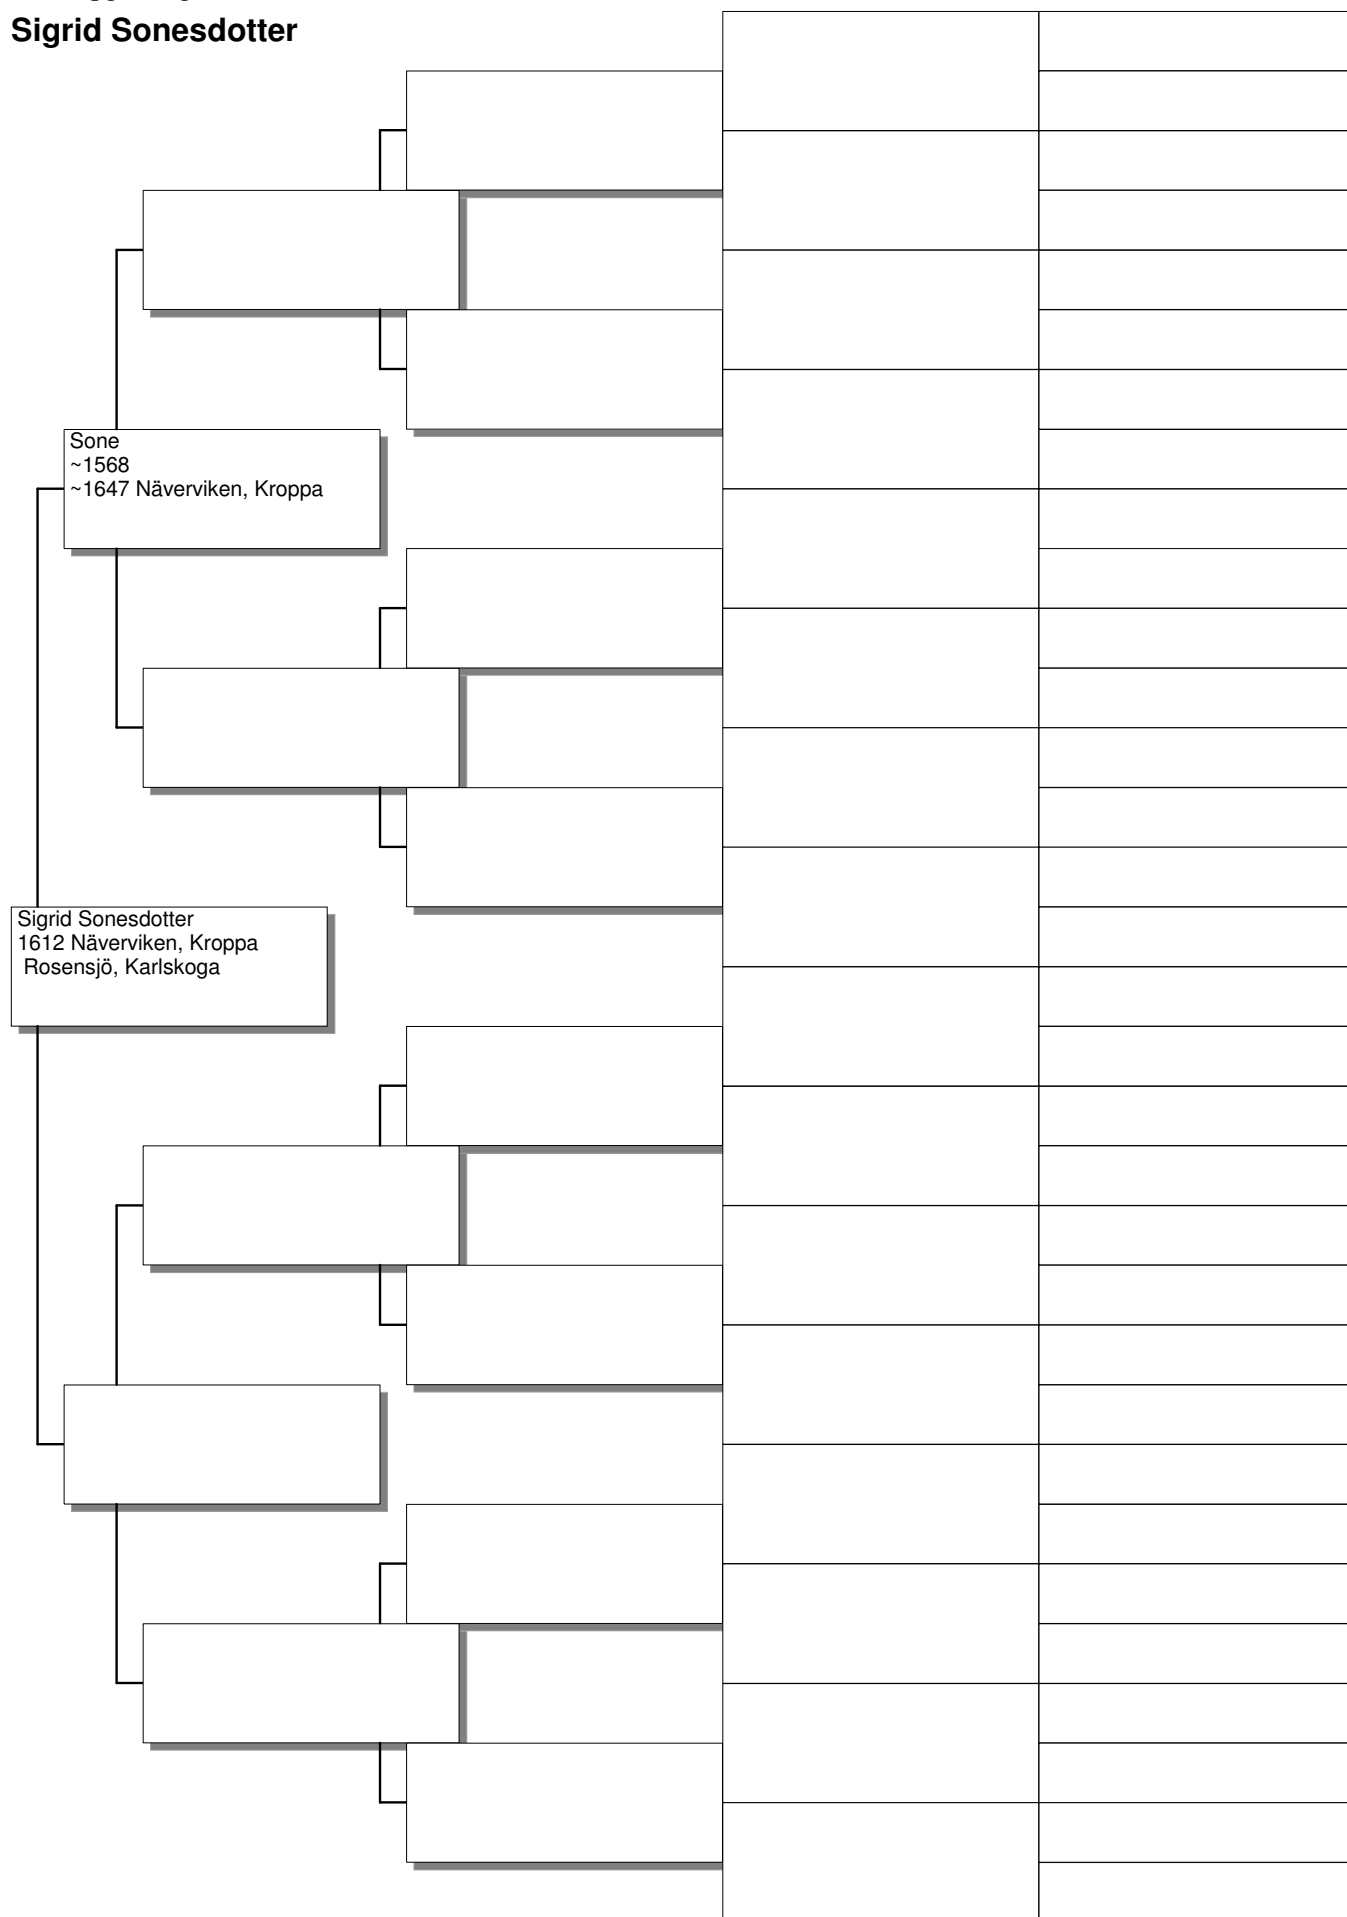 Sigrid Sonesdotter
Sone
~1568
~1647 Näverviken, Kroppa
Sigrid Sonesdotter
1612 Näverviken, Kroppa
Rosensjö, Karlskoga